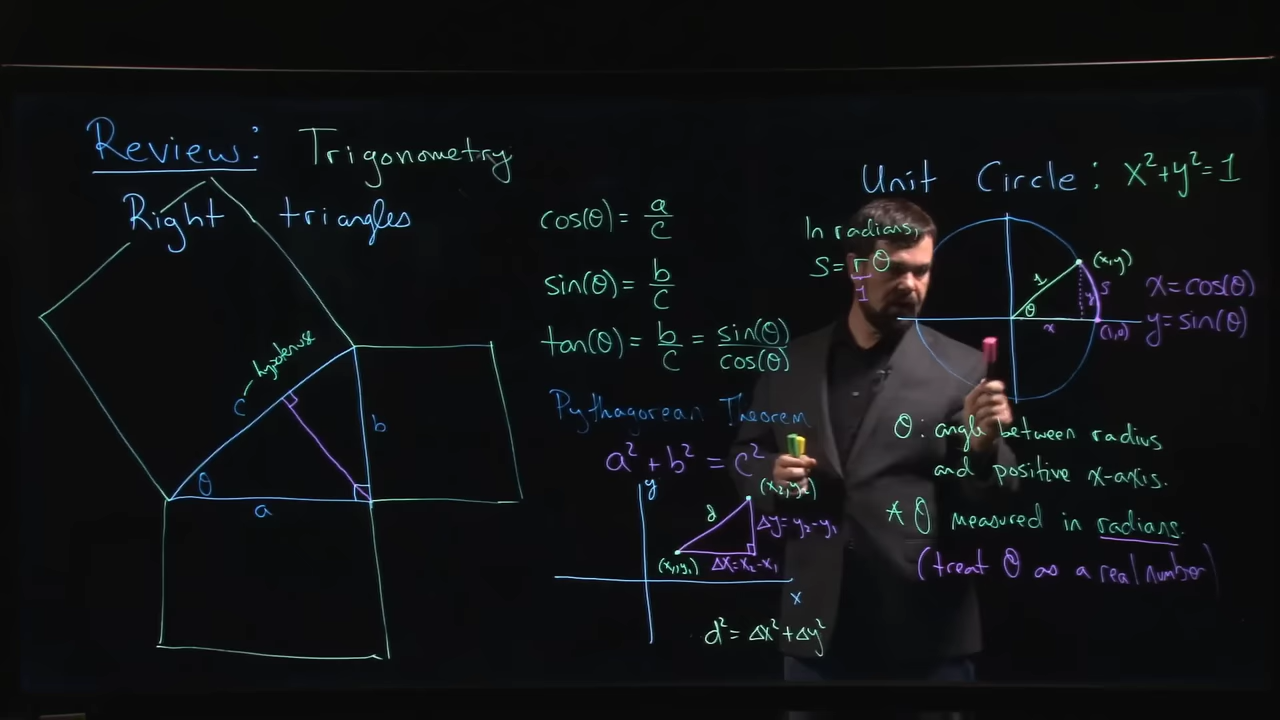 Review: Trigonometry
Right triangles
c hypotenuse
θ
b
a
cos(θ) = a/c
sin(θ) = b/c
tan(θ) = b/c = sin(θ)/cos(θ)
Pythagorean Theorem
a² + b² = c²
y
(x₂, y₂)
d
Δy = y₂-y₁
(x₁, y₁)
Δx = x₂-x₁
x
d² = Δx² + Δy²
Unit Circle: x²+y²=1
In radians,
S = rθ
1
(x,y)
1
S
θ
y
x
(1,0)
x = cos(θ)
y = sin(θ)
θ: angle between radius
and positive x-axis.
* θ measured in radians.
(treat θ as a real number)